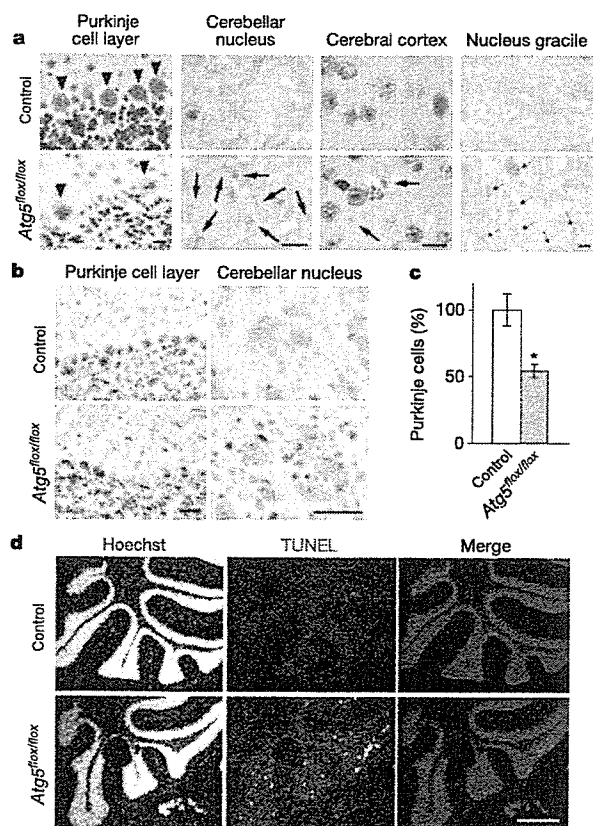 a
Purkinje cell layer
Cerebellar nucleus
Cerebral cortex
Nucleus gracile
Control
Atg5flox/flox
b
Purkinje cell layer
Cerebellar nucleus
Control
Atg5flox/flox
c
Purkinje cells (%)
100
50
0
*
Control
Atg5flox/flox
d
Hoechst
TUNEL
Merge
Control
Atg5flox/flox